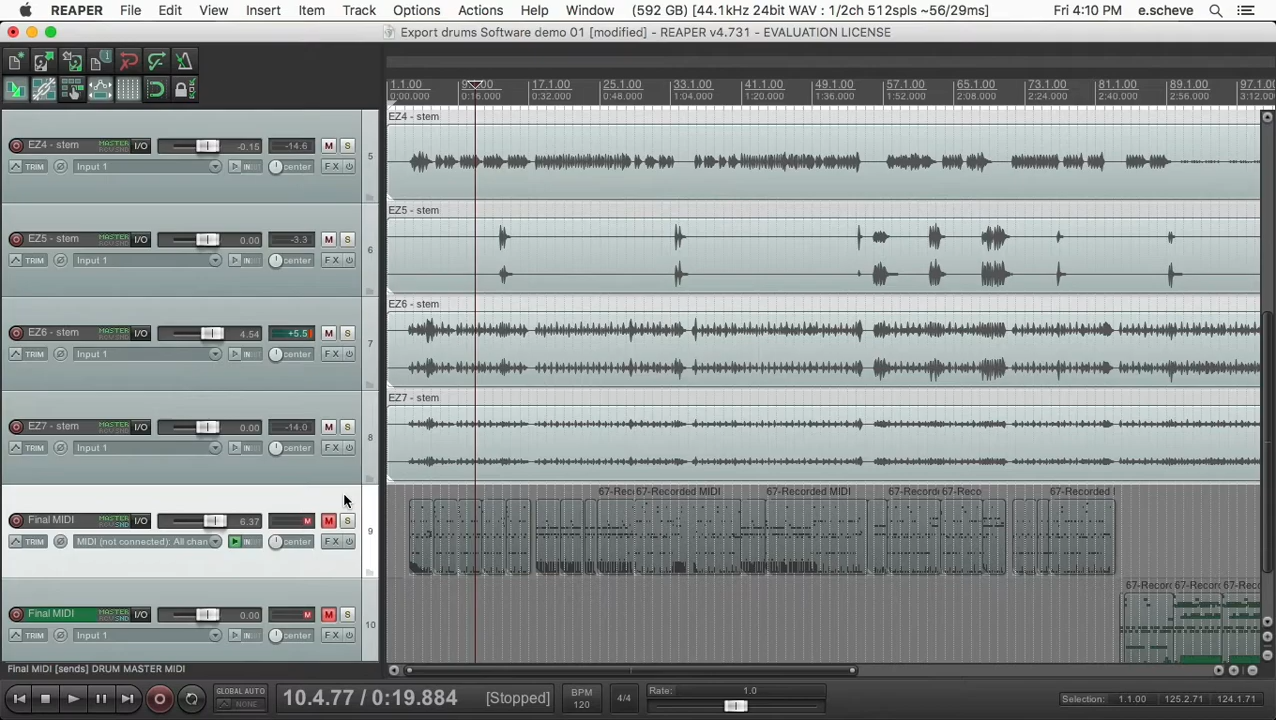 REAPER File Edit View Insert Item Track Options Actions Help Window (592 GB) [44.1kHz 24bit WAV : 1/2ch 512spls ~56/29ms] Fri 4:10 PM e.scheve
Export drums Software demo 01 [modified] - REAPER v4.731 - EVALUATION LICENSE
1.1.00 17.1.00 25.1.00 33.1.00 41.1.00 49.1.00 57.1.00 65.1.00 73.1.00 81.1.00 89.1.00 97.1.0
0:00.000 0:16.000 0:32.000 0:48.000 1:04.000 1:20.000 1:36.000 1:52.000 2:08.000 2:24.000 2:40.000 2:56.000 3:12.000
EZ4 - stem
EZ4 - stem MASTER I/O -0.15 -14.6 M S 5
TRIM Input 1 IN center FX
EZ5 - stem
EZ5 - stem MASTER I/O 0.00 -3.3 M S 6
TRIM Input 1 IN center FX
EZ6 - stem
EZ6 - stem MASTER I/O 4.54 +5.5 M S 7
TRIM Input 1 IN center FX
EZ7 - stem
EZ7 - stem MASTER I/O 0.00 -14.0 M S 8
TRIM Input 1 IN center FX
67-Reco 67-Recorded MIDI 67-Recorded MIDI 67-Recorde 67-Reco 67-Recorded I
Final MIDI MASTER SND I/O 6.37 M M S 9
TRIM MIDI (not connected): All chan IN center FX
67-Record 67-Recor 67-Reco
Final MIDI MASTER SND I/O 0.00 M M S 10
TRIM Input 1 IN center FX
Final MIDI [sends] DRUM MASTER MIDI
GLOBAL AUTO
NONE
10.4.77 / 0:19.884 [Stopped]
BPM
120
4/4
Rate: 1.0
Selection: 1.1.00 125.2.71 124.1.71